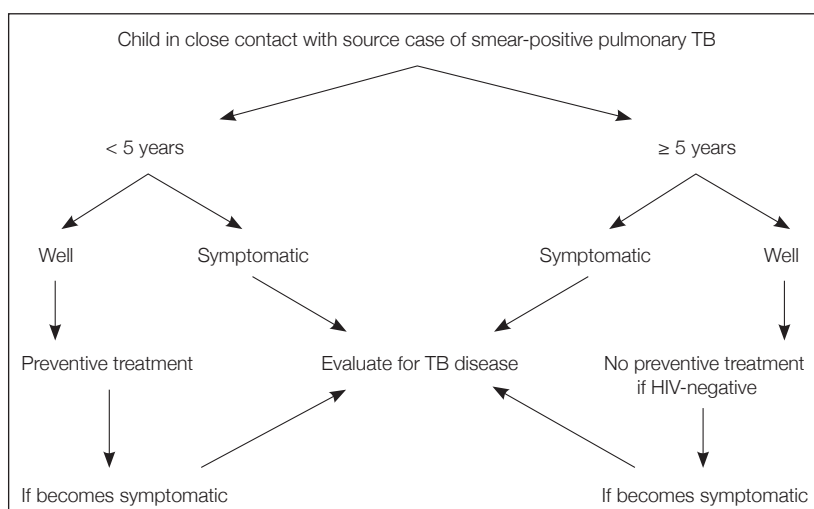 Child in close contact with source case of smear-positive pulmonary TB
< 5 years
≥ 5 years
Well
Symptomatic
Symptomatic
Well
Preventive treatment
Evaluate for TB disease
No preventive treatment
if HIV-negative
If becomes symptomatic
If becomes symptomatic